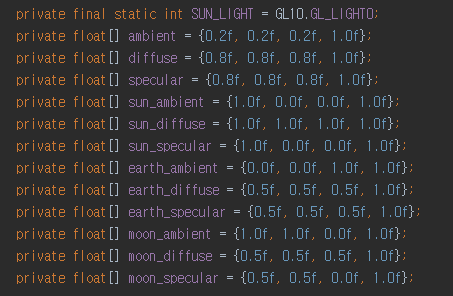 private final static int SUN_LIGHT = GL10.GL_LIGHT0;
private float[] ambient = {0.2f, 0.2f, 0.2f, 1.0f};
private float[] diffuse = {0.8f, 0.8f, 0.8f, 1.0f};
private float[] specular = {0.8f, 0.8f, 0.8f, 1.0f};
private float[] sun_ambient = {1.0f, 0.0f, 0.0f, 1.0f};
private float[] sun_diffuse = {1.0f, 1.0f, 1.0f, 1.0f};
private float[] sun_specular = {1.0f, 0.0f, 0.0f, 1.0f};
private float[] earth_ambient = {0.0f, 0.0f, 1.0f, 1.0f};
private float[] earth_diffuse = {0.5f, 0.5f, 0.5f, 1.0f};
private float[] earth_specular = {0.5f, 0.5f, 0.5f, 1.0f};
private float[] moon_ambient = {1.0f, 1.0f, 0.0f, 1.0f};
private float[] moon_diffuse = {0.5f, 0.5f, 0.5f, 1.0f};
private float[] moon_specular = {0.5f, 0.5f, 0.0f, 1.0f};